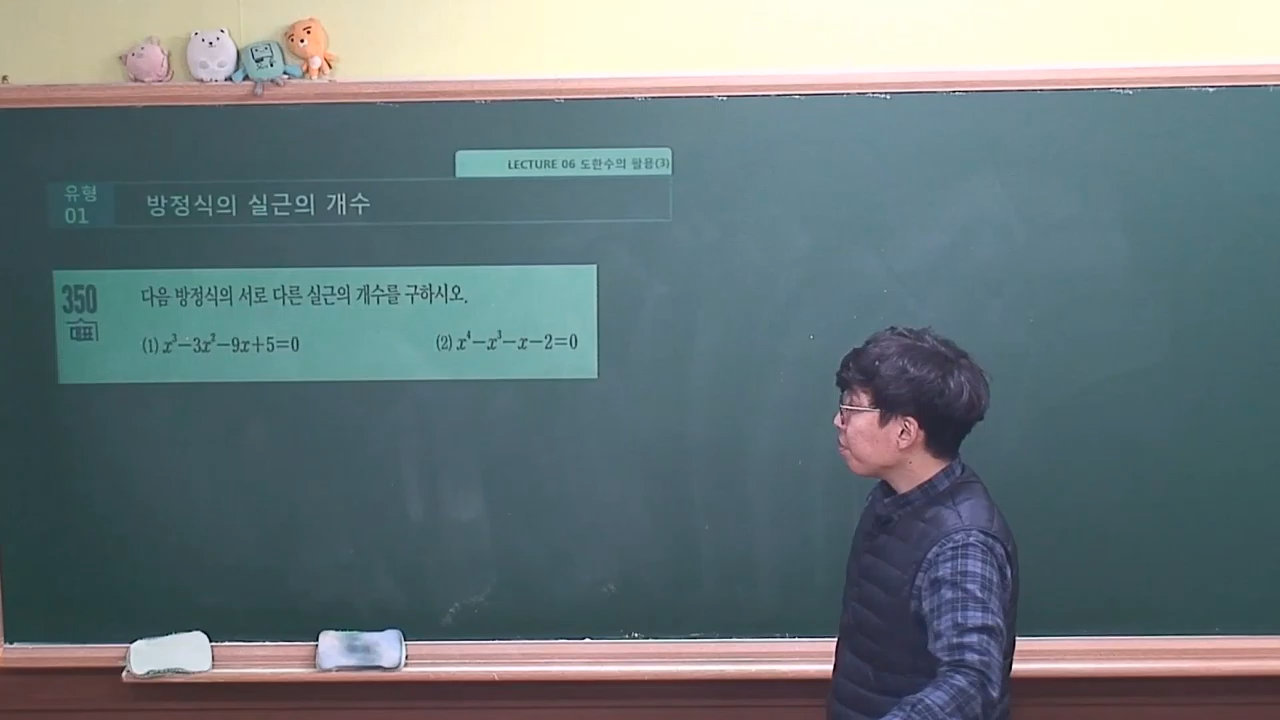 LECTURE 06 도함수의 활용(3)
유형
01
방정식의 실근의 개수
350
대표
다음 방정식의 서로 다른 실근의 개수를 구하시오.
(1) x³-3x²-9x+5=0 (2) x⁴-x³-x-2=0